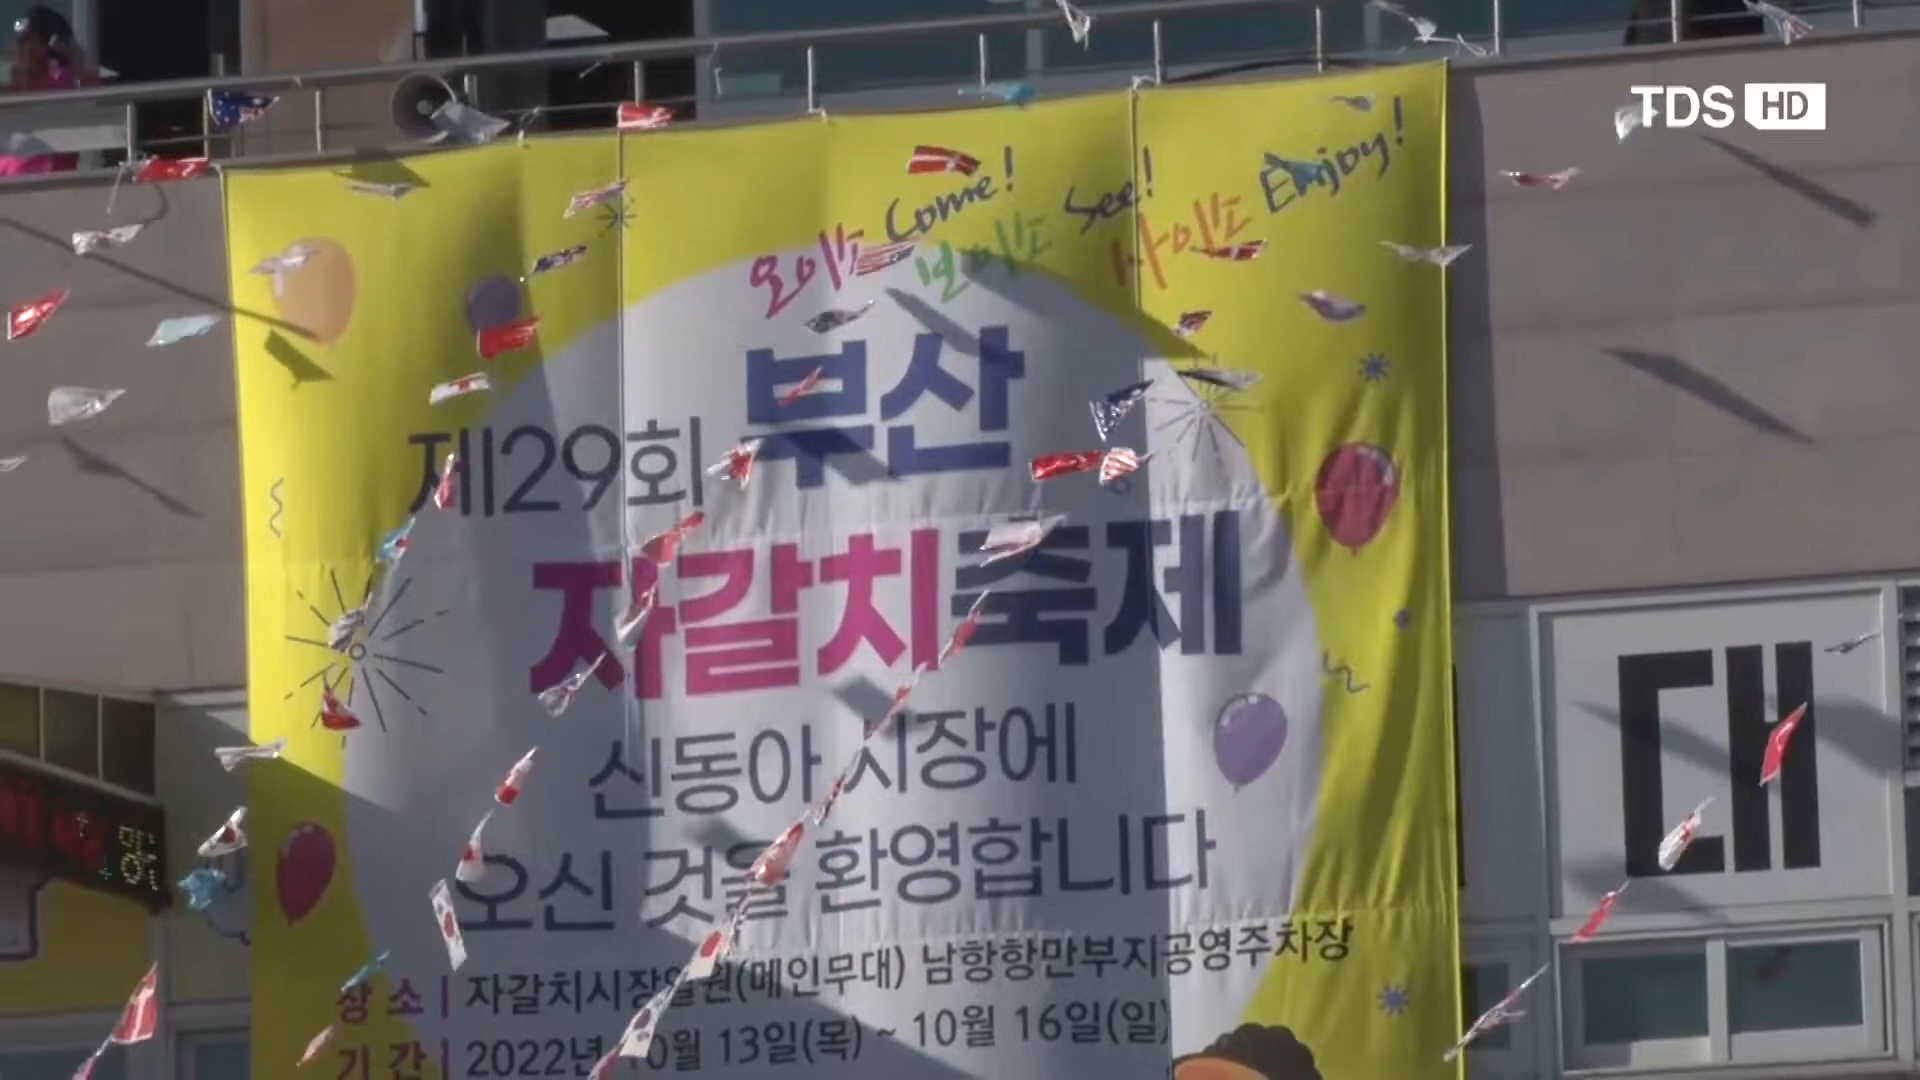 TDS HD
Come! See! Enjoy!
오이소 보이소 사이소
제29회 부산
자갈치축제
신동아 시장에
오신 것을 환영합니다
장 소 | 자갈치시장일원(메인무대) 남항항만부지공영주차장
기 간 | 2022년 10월 13일(목) ~ 10월 16일(일)
대